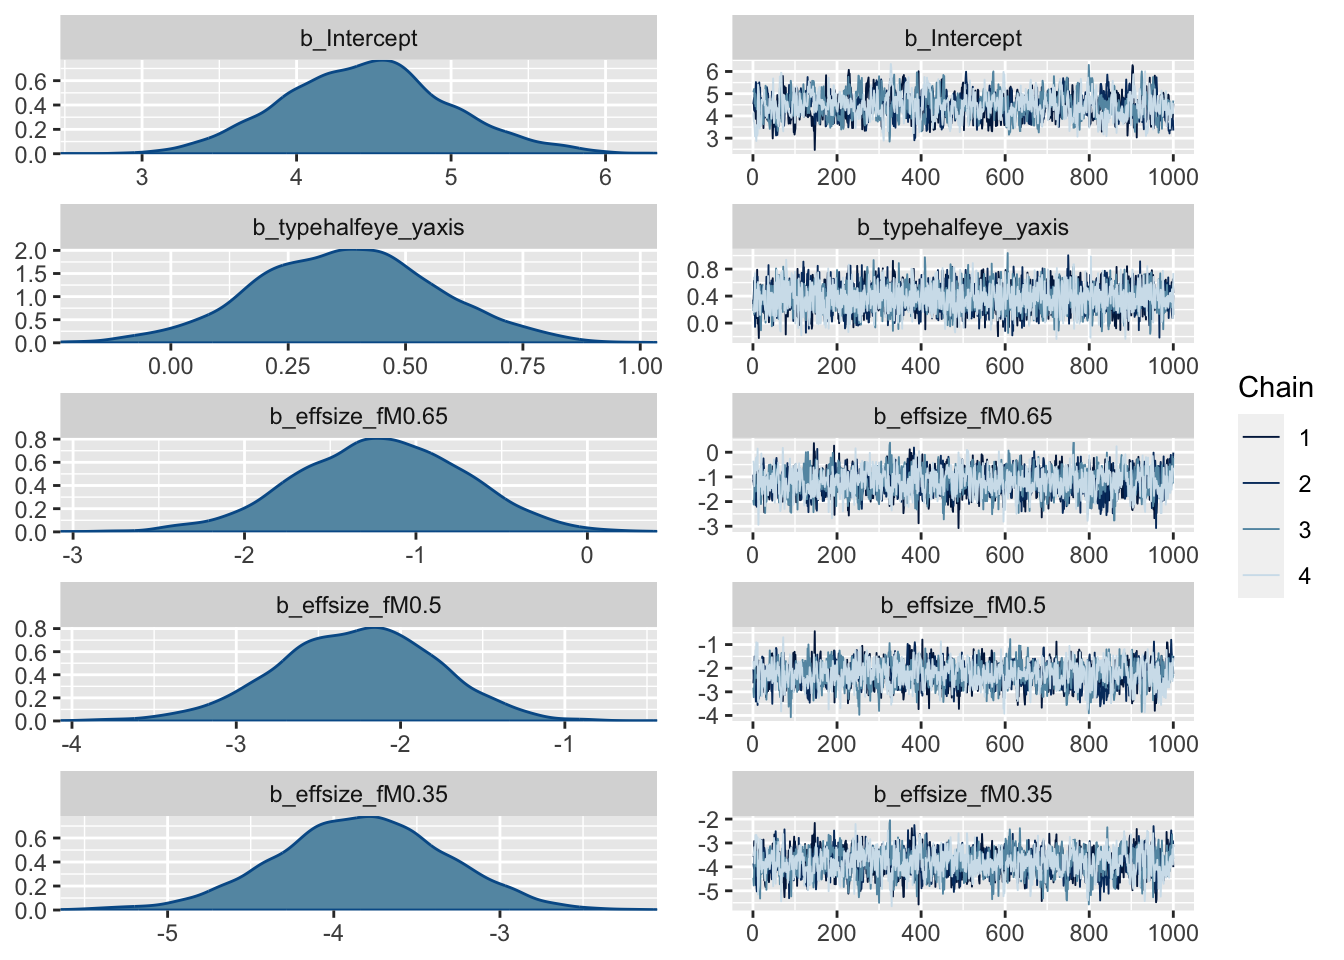 b_Intercept
0.6
0.4
0.2
0.0
3 4 5 6
b_Intercept
6
5
4
3
0 200 400 600 800 1000
b_typehalfeye_yaxis
2.0
1.5
1.0
0.5
0.0
0.00 0.25 0.50 0.75 1.00
b_typehalfeye_yaxis
0.8
0.4
0.0
0 200 400 600 800 1000
b_effsize_fM0.65
0.8
0.6
0.4
0.2
0.0
-3 -2 -1 0
b_effsize_fM0.65
0
-1
-2
-3
0 200 400 600 800 1000
b_effsize_fM0.5
0.8
0.6
0.4
0.2
0.0
-4 -3 -2 -1
b_effsize_fM0.5
-1
-2
-3
-4
0 200 400 600 800 1000
b_effsize_fM0.35
0.6
0.4
0.2
0.0
-5 -4 -3
b_effsize_fM0.35
-2
-3
-4
-5
0 200 400 600 800 1000
Chain
1
2
3
4